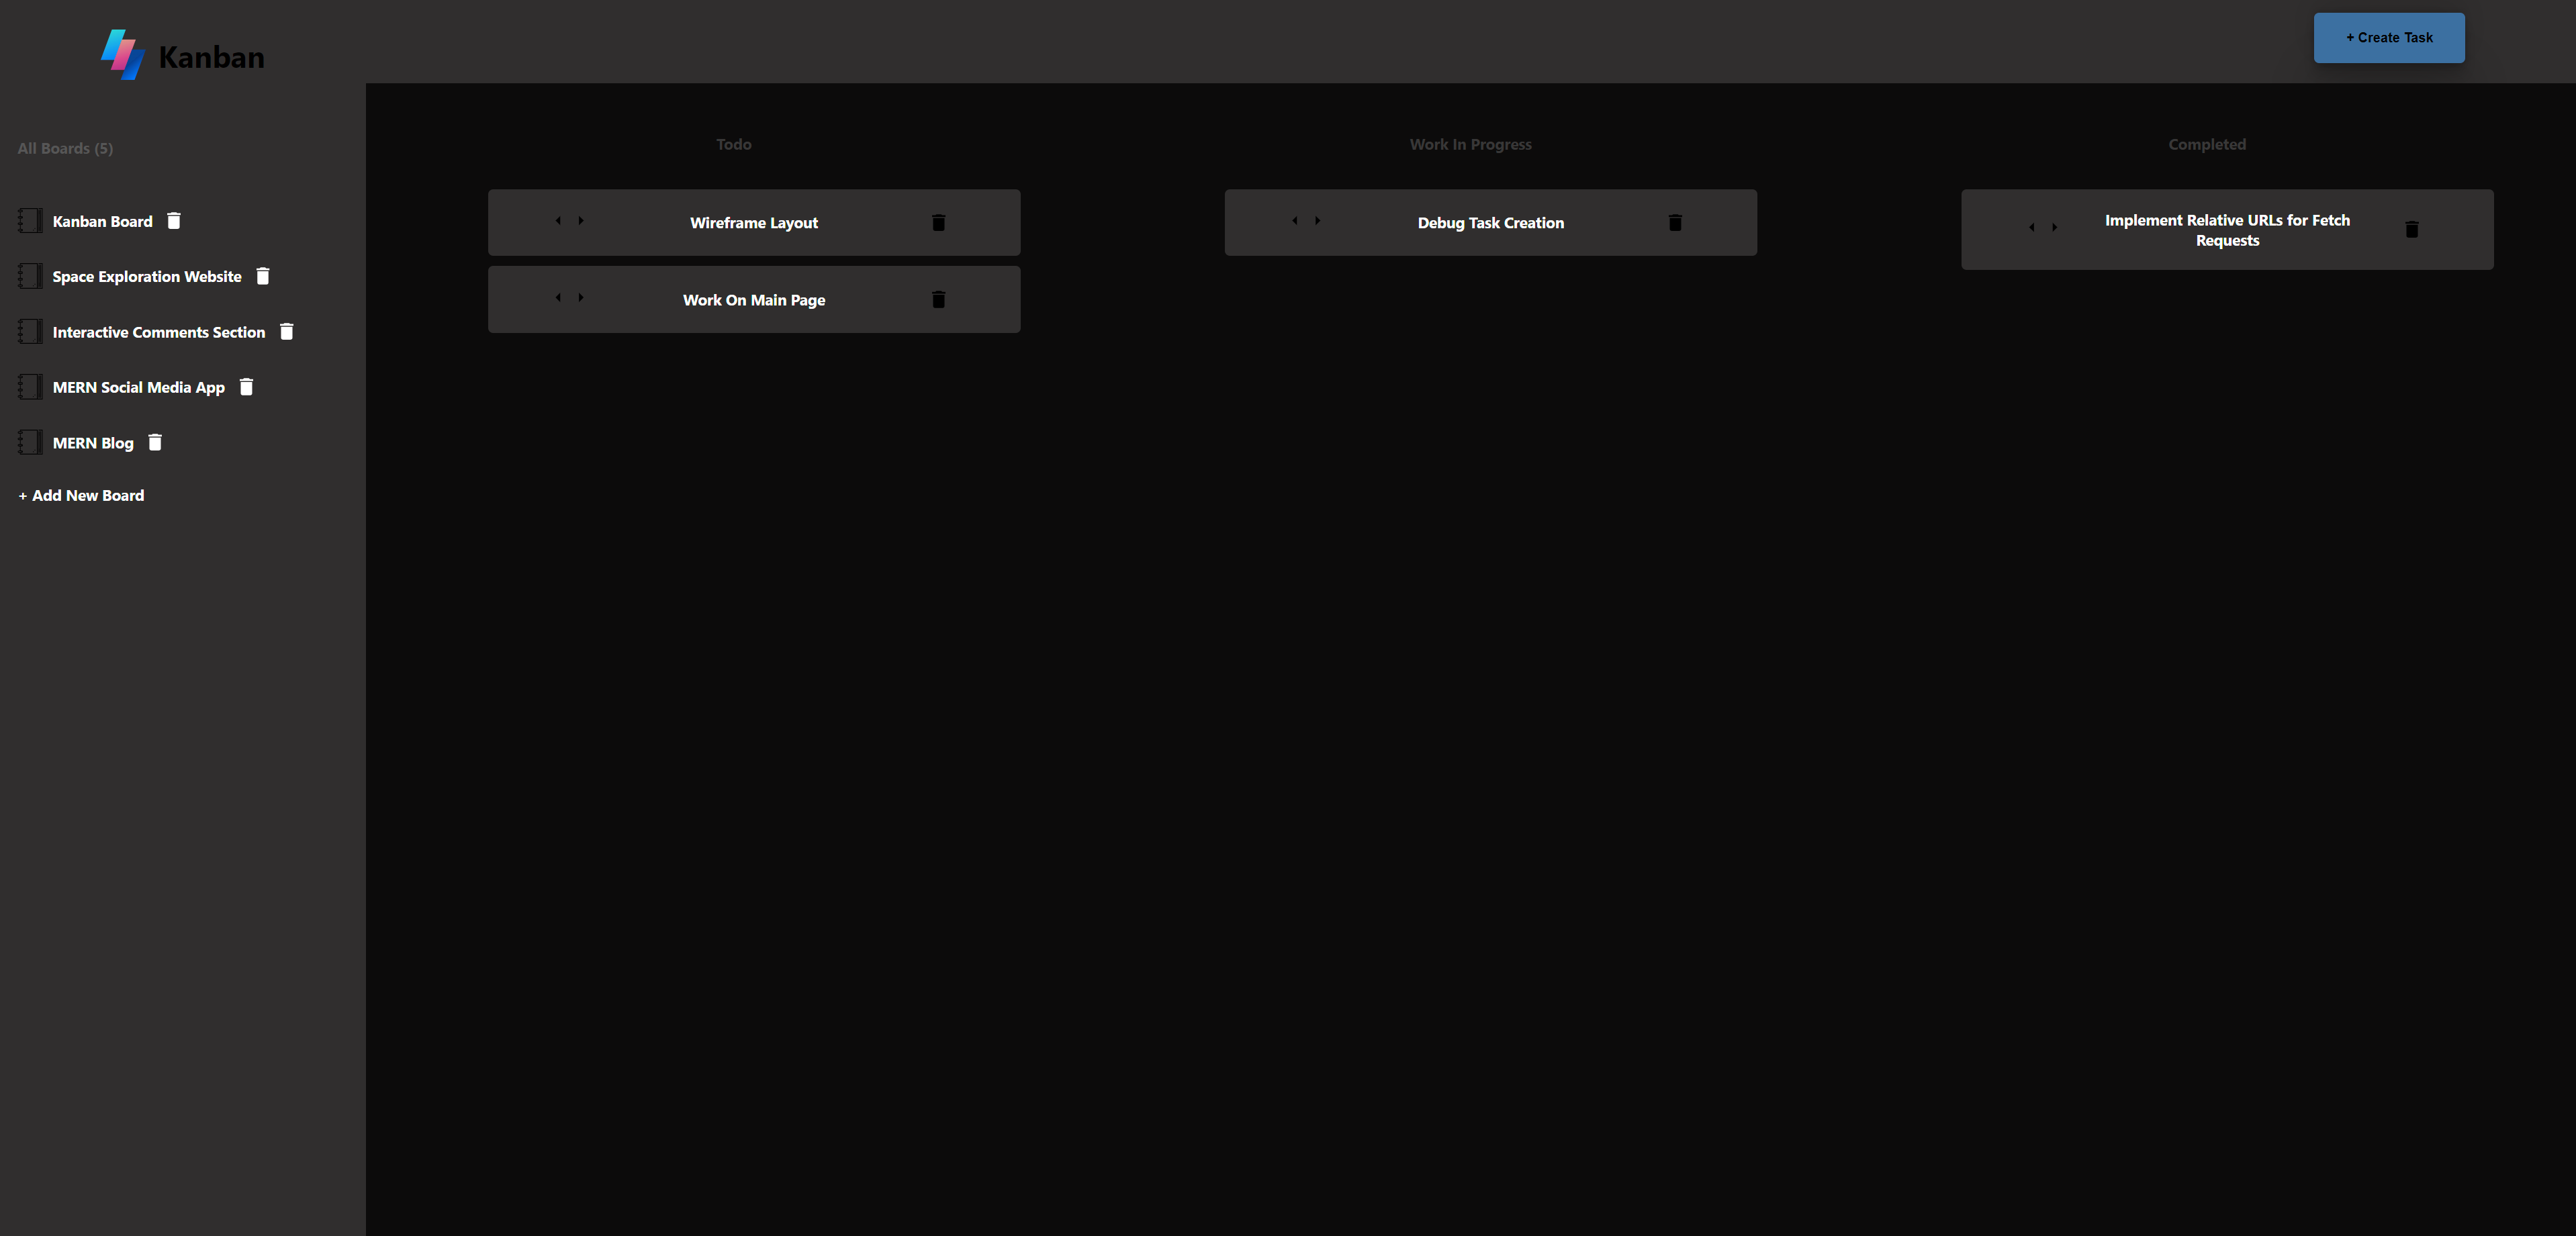 Kanban
+ Create Task
All Boards (5)
Kanban Board
Space Exploration Website
Interactive Comments Section
MERN Social Media App
MERN Blog
+ Add New Board
Todo
Wireframe Layout
Work On Main Page
Work In Progress
Debug Task Creation
Completed
Implement Relative URLs for Fetch
Requests